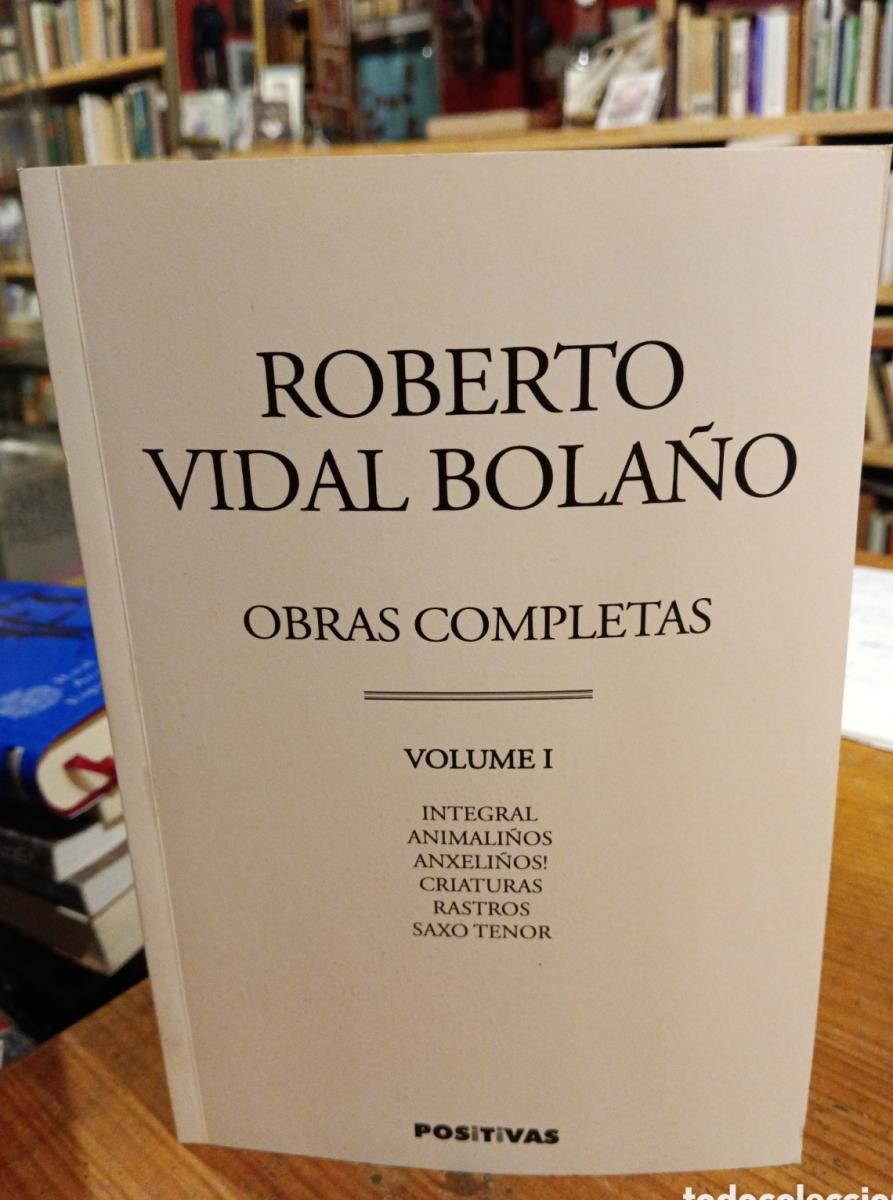 ROBERTO
VIDAL BOLAÑO
OBRAS COMPLETAS
VOLUME I
INTEGRAL
ANIMALIÑOS
ANXELIÑOS!
CRIATURAS
RASTROS
SAXO TENOR
POSiTiVAS